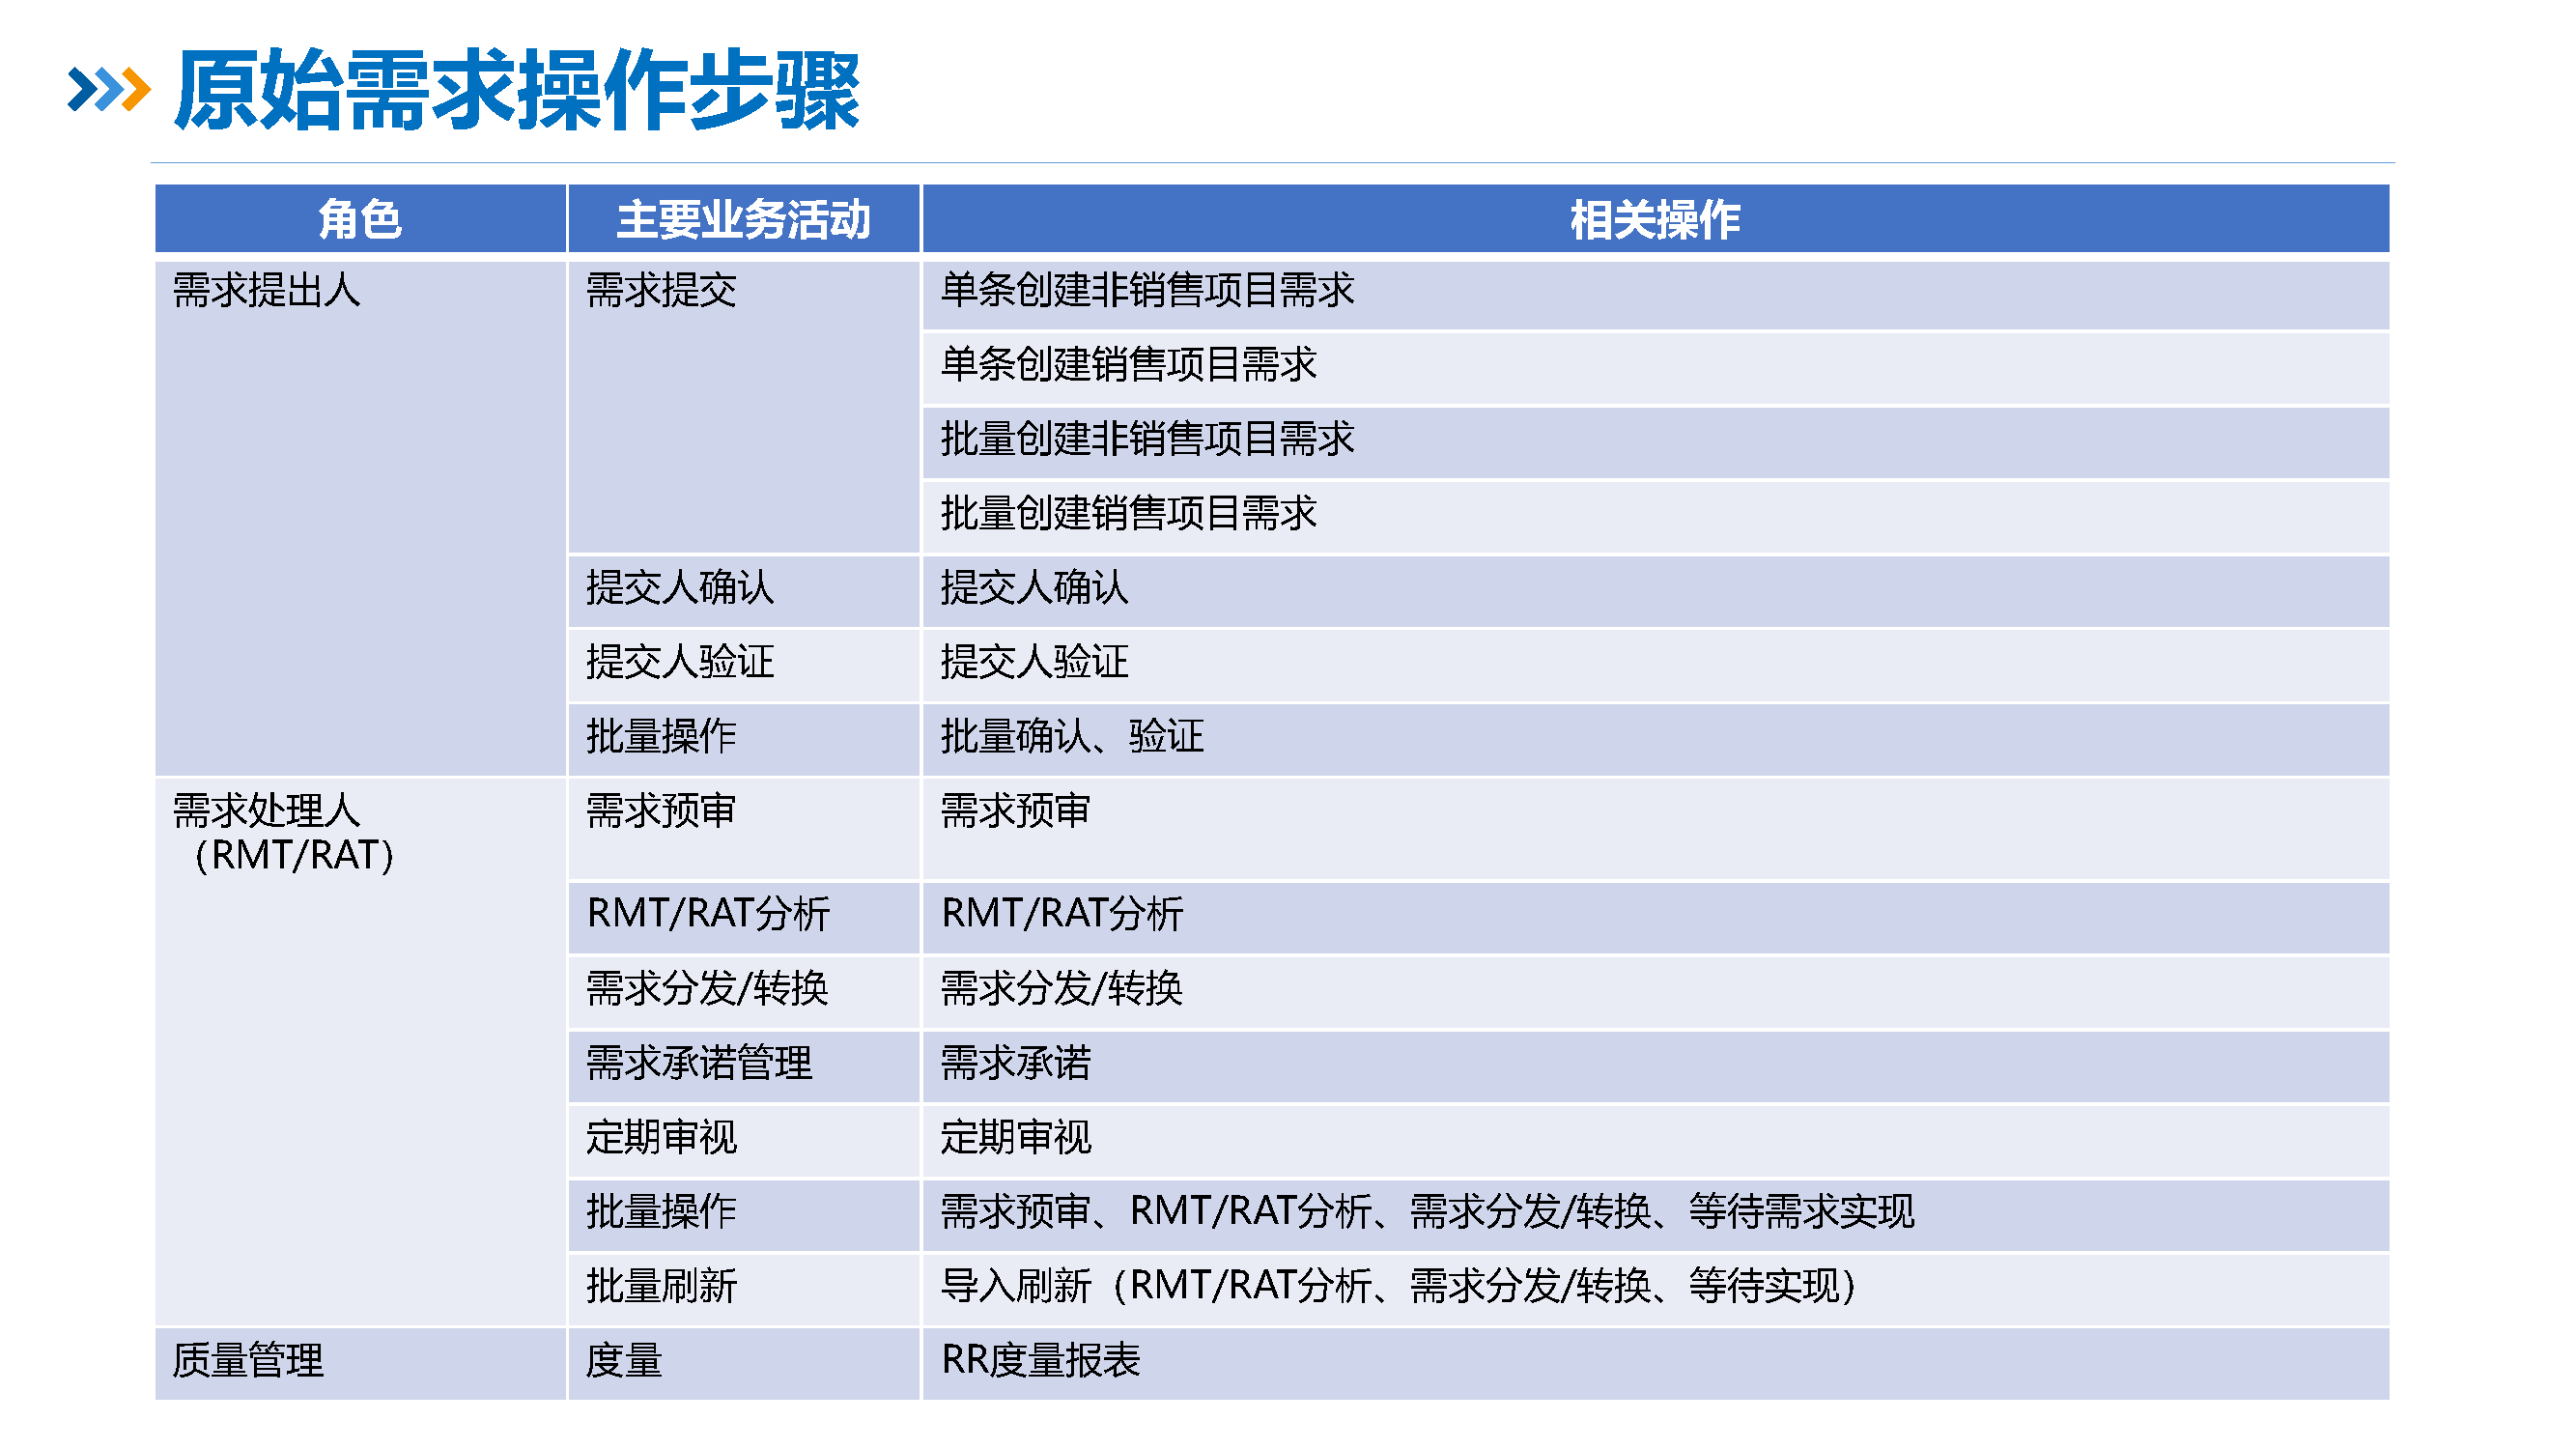 原始需求操作步骤
角色 主要业务活动 相关操作
需求提出人 需求提交 单条创建非销售项目需求
单条创建销售项目需求
批量创建非销售项目需求
批量创建销售项目需求
提交人确认 提交人确认
提交人验证 提交人验证
批量操作 批量确认、验证
需求处理人 需求预审 需求预审
（RMT/RAT）
RMT/RAT分析 RMT/RAT分析
需求分发/转换 需求分发/转换
需求承诺管理 需求承诺
定期审视 定期审视
批量操作 需求预审、RMT/RAT分析、需求分发/转换、等待需求实现
批量刷新 导入刷新（RMT/RAT分析、需求分发/转换、等待实现）
质量管理 度量 RR度量报表